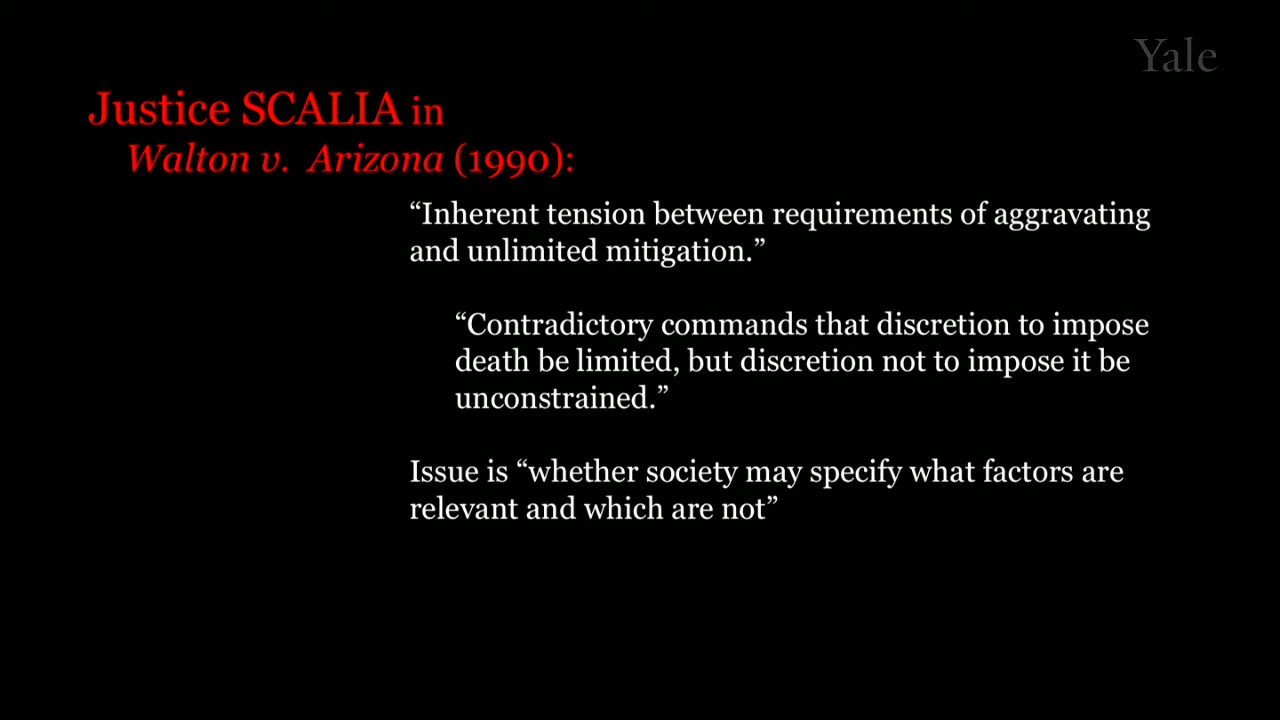 Yale
Justice SCALIA in
Walton v. Arizona (1990):
“Inherent tension between requirements of aggravating
and unlimited mitigation.”
“Contradictory commands that discretion to impose
death be limited, but discretion not to impose it be
unconstrained.”
Issue is “whether society may specify what factors are
relevant and which are not”